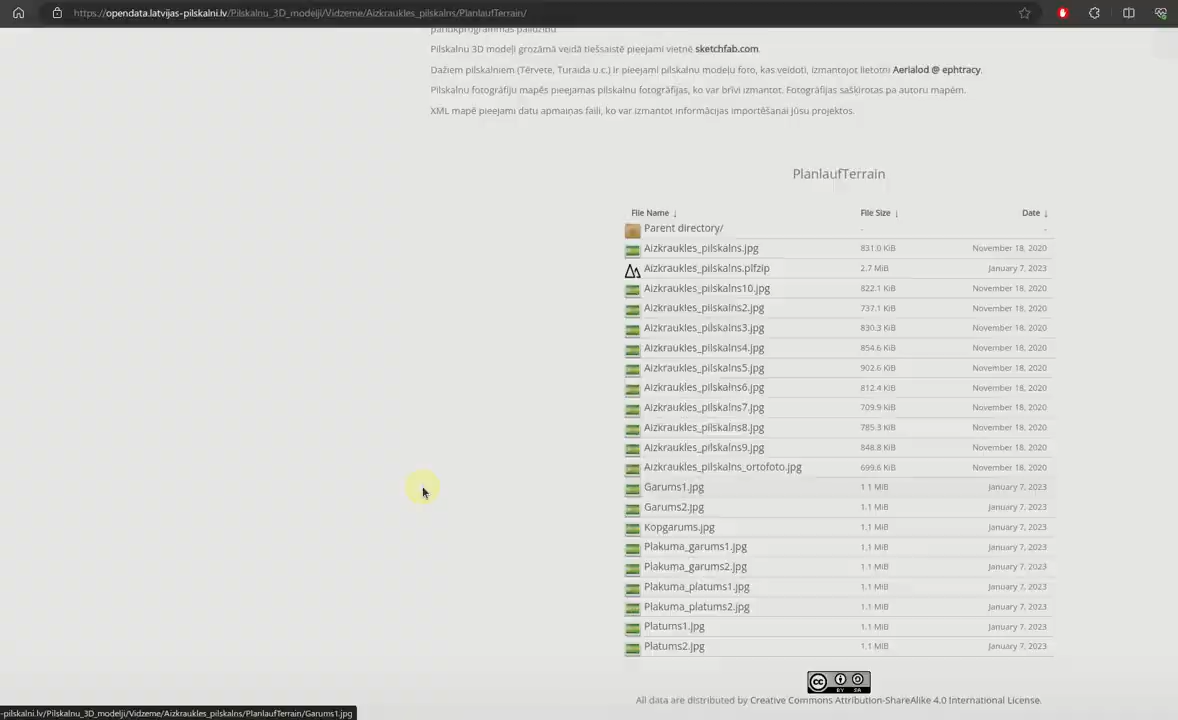 https://opendata.latvijas-pilskalni.lv/Pilskalnu_3D_modelji/Vidzeme/Aizkraukles_pilskalns/PlanlaufTerrain/
palīdzību
Pilskalnu 3D modeļi grozāmā veidā tiešsaistē pieejami vietnē sketchfab.com.
Dažiem pilskalniem (Tērvete, Turaida u.c.) ir pieejami pilskalnu modeļu foto, kas veidoti, izmantojot lietotni Aerialod @ ephtracy.
Pilskalnu fotogrāfiju mapēs pieejamas pilskalnu fotogrāfijas, ko var brīvi izmantot. Fotogrāfijas sašķirotas pa autoru mapēm.
XML mapē pieejami datu apmaiņas faili, ko var izmantot informācijas importēšanai jūsu projektos.
PlanlaufTerrain
File Name ↓ File Size ↓ Date ↓
Parent directory/ - -
Aizkraukles_pilskalns.jpg 831.0 KiB November 18, 2020
Aizkraukles_pilskalns.plfzip 2.7 MiB January 7, 2023
Aizkraukles_pilskalns10.jpg 822.1 KiB November 18, 2020
Aizkraukles_pilskalns2.jpg 737.1 KiB November 18, 2020
Aizkraukles_pilskalns3.jpg 830.3 KiB November 18, 2020
Aizkraukles_pilskalns4.jpg 854.6 KiB November 18, 2020
Aizkraukles_pilskalns5.jpg 902.6 KiB November 18, 2020
Aizkraukles_pilskalns6.jpg 812.4 KiB November 18, 2020
Aizkraukles_pilskalns7.jpg 709.9 KiB November 18, 2020
Aizkraukles_pilskalns8.jpg 785.3 KiB November 18, 2020
Aizkraukles_pilskalns9.jpg 848.8 KiB November 18, 2020
Aizkraukles_pilskalns_ortofoto.jpg 699.6 KiB November 18, 2020
Garums1.jpg 1.1 MiB January 7, 2023
Garums2.jpg 1.1 MiB January 7, 2023
Kopgarums.jpg 1.1 MiB January 7, 2023
Plakuma_garums1.jpg 1.1 MiB January 7, 2023
Plakuma_garums2.jpg 1.1 MiB January 7, 2023
Plakuma_platums1.jpg 1.1 MiB January 7, 2023
Plakuma_platums2.jpg 1.1 MiB January 7, 2023
Platums1.jpg 1.1 MiB January 7, 2023
Platums2.jpg 1.1 MiB January 7, 2023
cc BY SA
All data are distributed by Creative Commons Attribution-ShareAlike 4.0 International License.
-pilskalni.lv/Pilskalnu_3D_modelji/Vidzeme/Aizkraukles_pilskalns/PlanlaufTerrain/Garums1.jpg